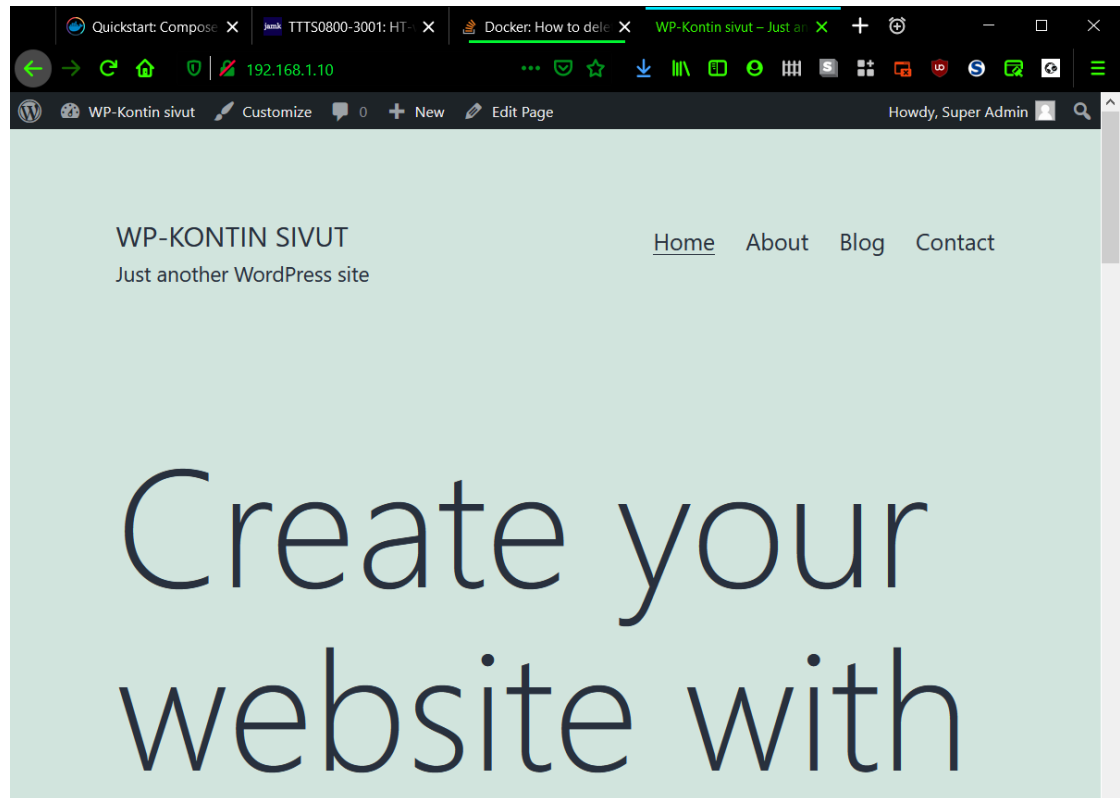 Quickstart: Compose
jamk TTTS0800-3001: HT-
Docker: How to dele
WP-Kontin sivut – Just an
192.168.1.10
WP-Kontin sivut
Customize
0
New
Edit Page
Howdy, Super Admin
WP-KONTIN SIVUT
Just another WordPress site
Home About Blog Contact
Create your
website with